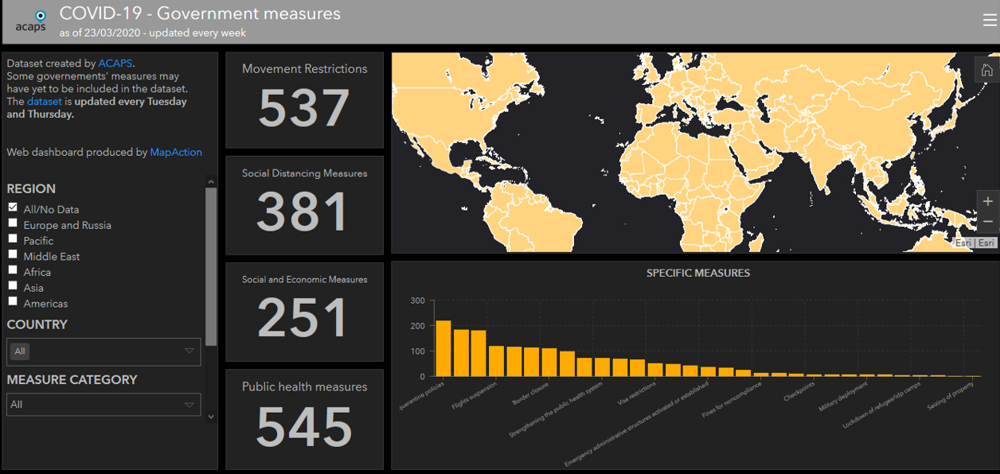 acaps
COVID-19 - Government measures
as of 23/03/2020 - updated every week
Dataset created by ACAPS.
Some governements' measures may
have yet to be included in the dataset.
The dataset is updated every Tuesday
and Thursday.
Web dashboard produced by MapAction
REGION
All/No Data
Europe and Russia
Pacific
Middle East
Africa
Asia
Americas
COUNTRY
All
MEASURE CATEGORY
All
Movement Restrictions
537
Social Distancing Measures
381
Social and Economic Measures
251
Public health measures
545
Esri | Esri
SPECIFIC MEASURES
300
200
100
0
quarantine policies
Flights suspension
Border closure
Strengthening the public health system
Visa restrictions
Emergency administrative structures activated or established
Fines for noncompliance
Checkpoints
Military deployment
Lockdown of refugee/idp camps
Seizing of property